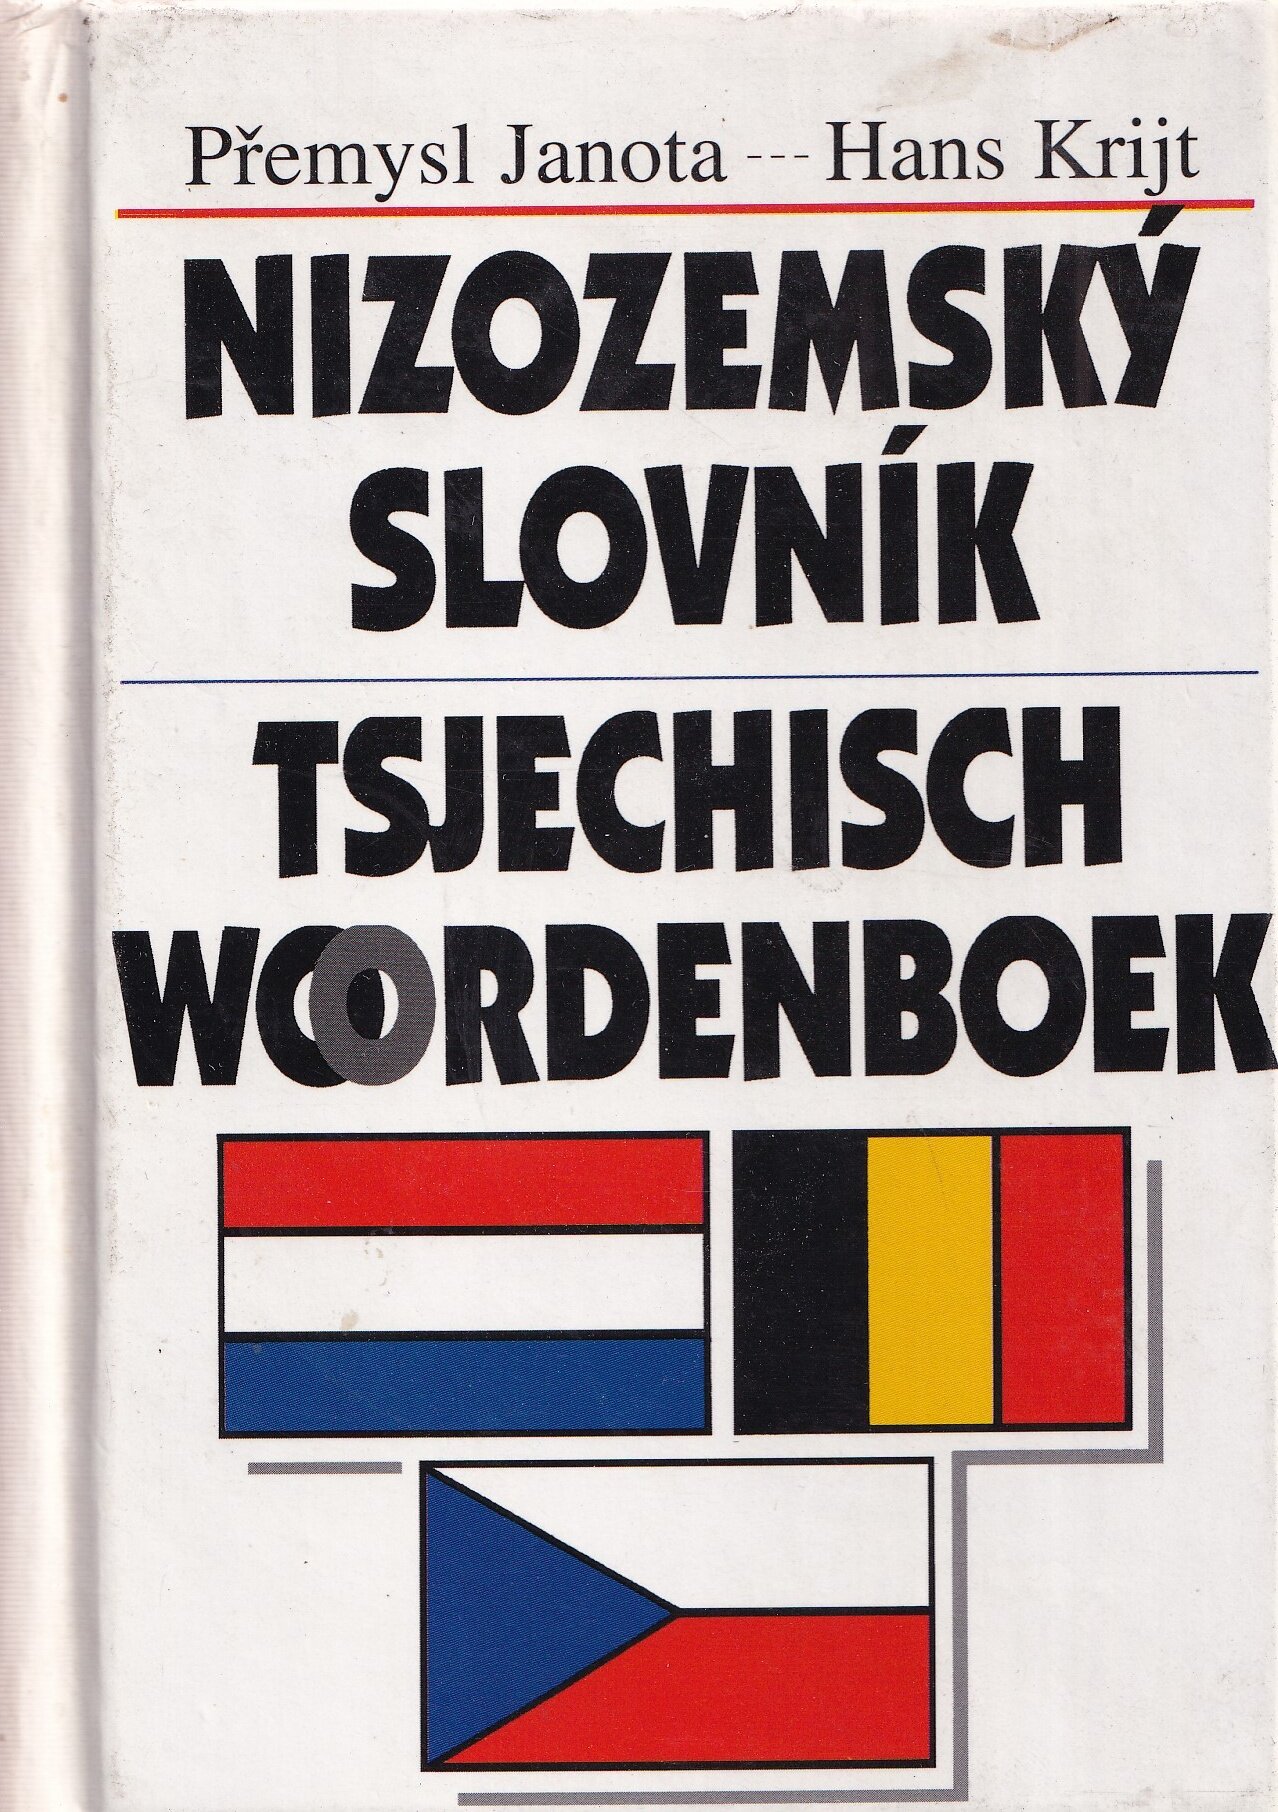 Přemysl Janota --- Hans Krijt
NIZOZEMSKÝ
SLOVNÍK
TSJECHISCH
WOORDENBOEK